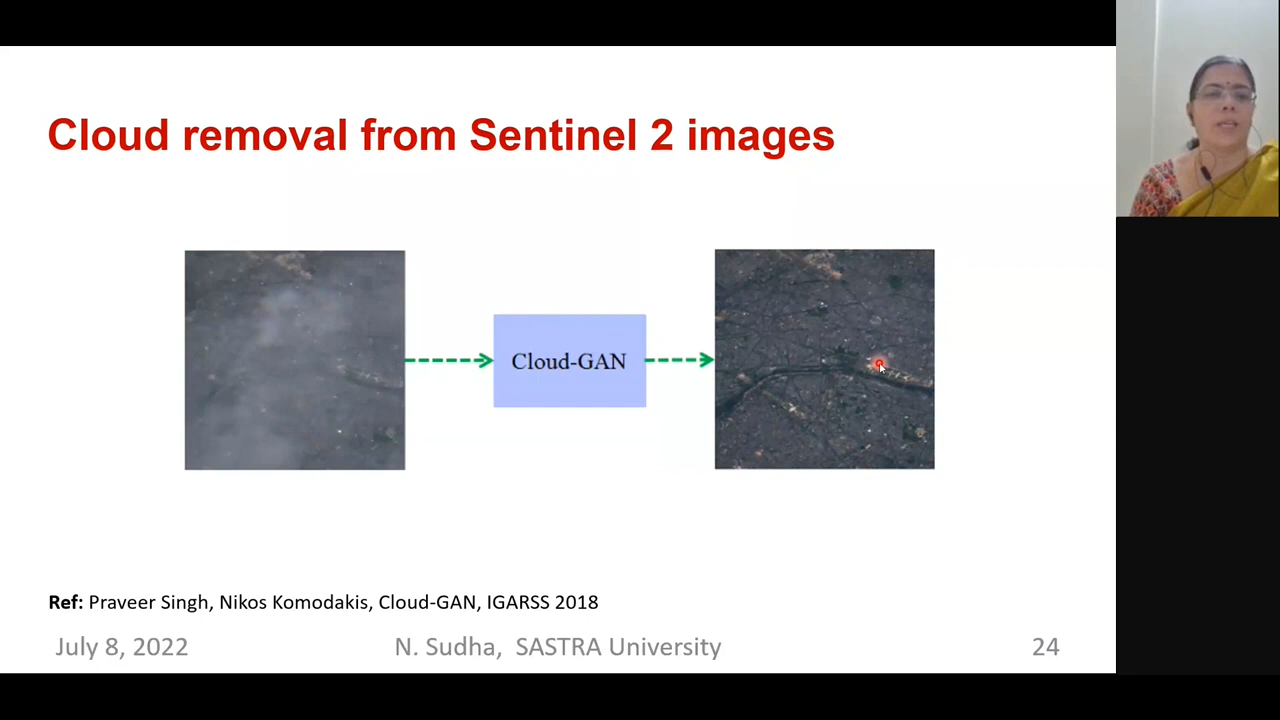 Cloud removal from Sentinel 2 images
Cloud-GAN
Ref: Praveer Singh, Nikos Komodakis, Cloud-GAN, IGARSS 2018
July 8, 2022 N. Sudha, SASTRA University 24